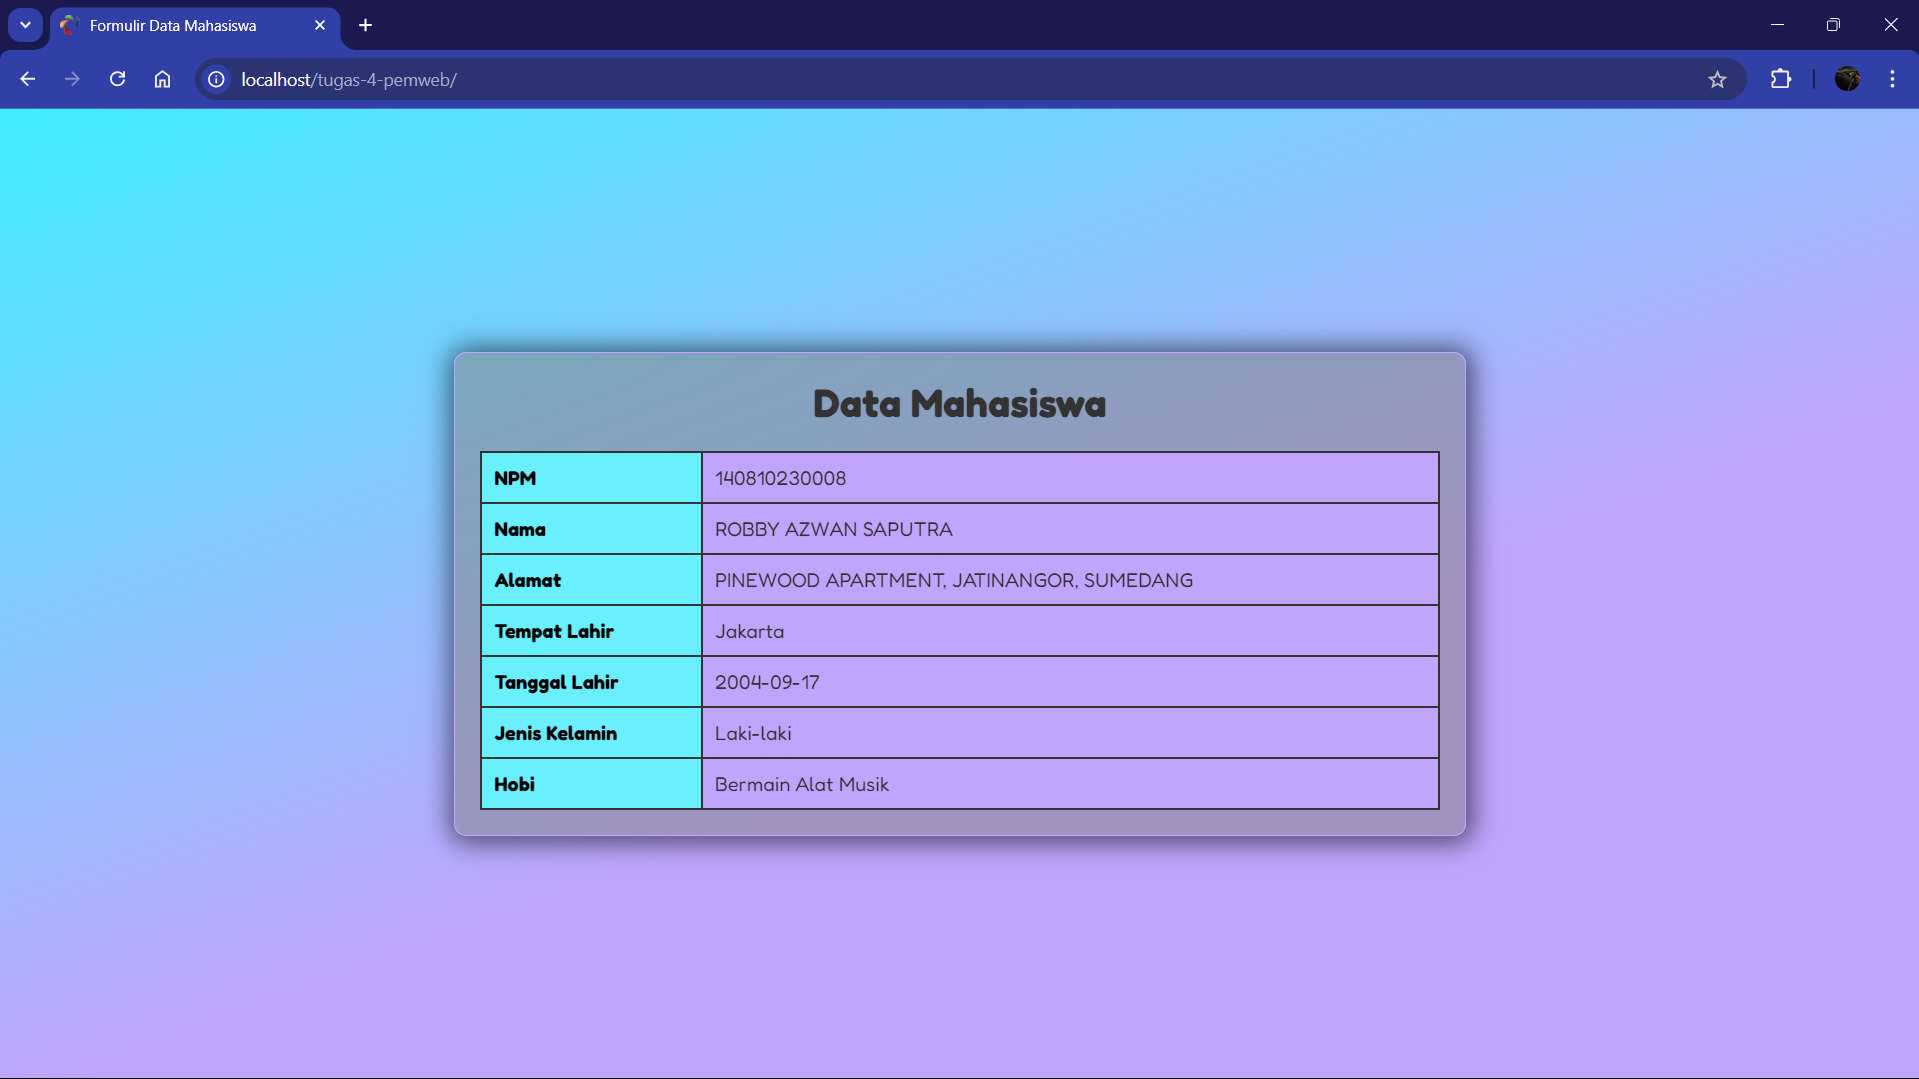 Formulir Data Mahasiswa
localhost/tugas-4-pemweb/
Data Mahasiswa
NPM 140810230008
Nama ROBBY AZWAN SAPUTRA
Alamat PINEWOOD APARTMENT, JATINANGOR, SUMEDANG
Tempat Lahir Jakarta
Tanggal Lahir 2004-09-17
Jenis Kelamin Laki-laki
Hobi Bermain Alat Musik